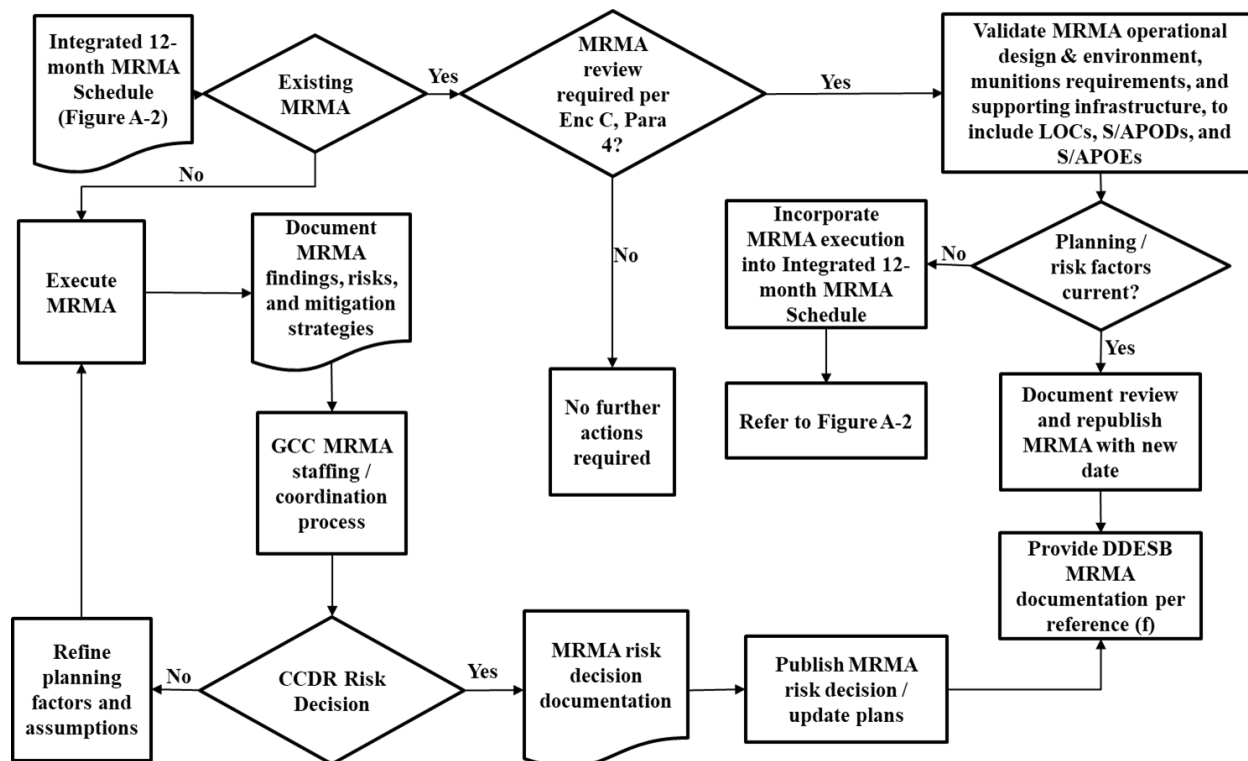 Integrated 12-
month MRMA
Schedule
(Figure A-2)
Existing
MRMA
Yes
MRMA
review
required per
Enc C, Para
4?
Yes
Validate MRMA operational
design & environment,
munitions requirements, and
supporting infrastructure, to
include LOCs, S/APODs, and
S/APOEs
No
Execute
MRMA
Document
MRMA
findings, risks,
and mitigation
strategies
No
Incorporate
MRMA execution
into Integrated 12-
month MRMA
Schedule
No
Planning /
risk factors
current?
Yes
No further
actions
required
Refer to Figure A-2
Document review
and republish
MRMA with new
date
GCC MRMA
staffing /
coordination
process
Provide DDESB
MRMA
documentation per
reference (f)
Refine
planning
factors and
assumptions
No
CCDR Risk
Decision
Yes
MRMA risk
decision
documentation
Publish MRMA
risk decision /
update plans